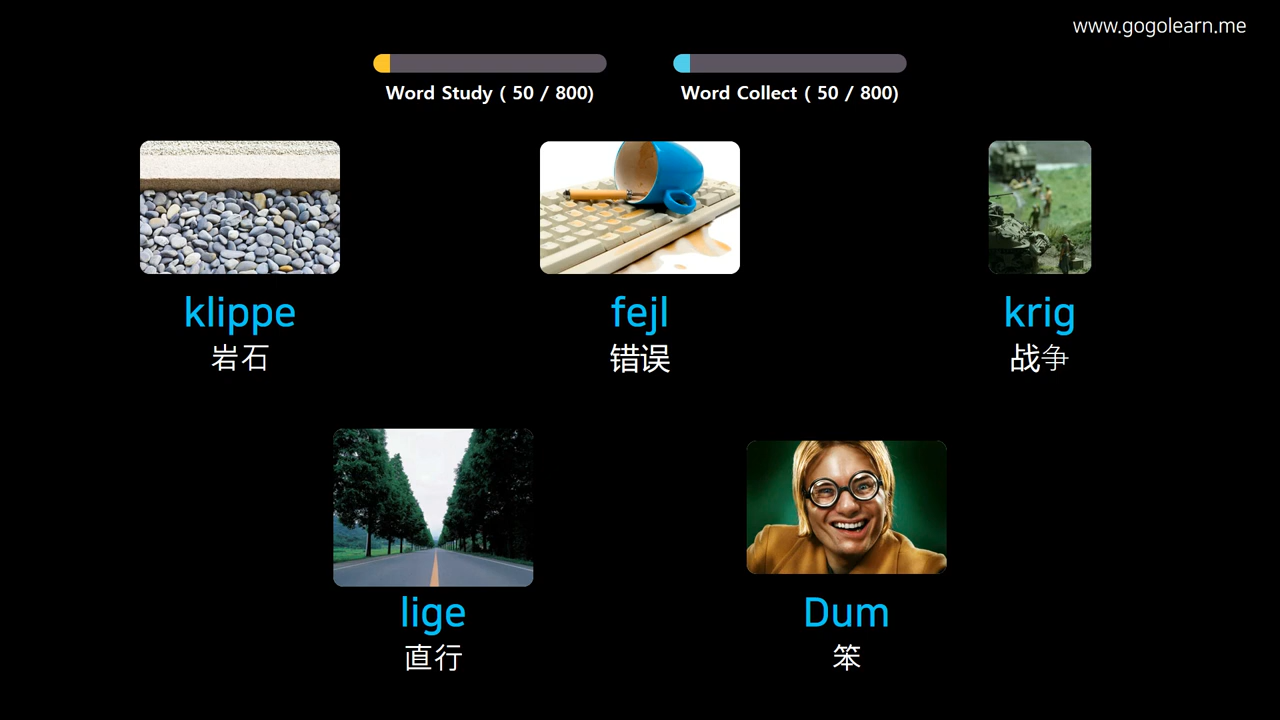 www.gogolearn.me
Word Study ( 50 / 800)
Word Collect ( 50 / 800)
klippe
岩石
fejl
错误
krig
战争
lige
直行
Dum
笨